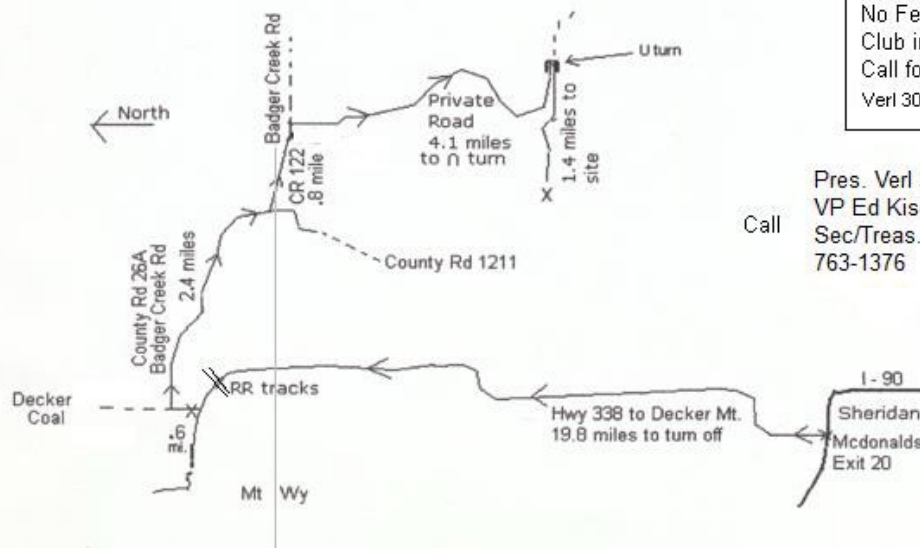 No Fe
Club i
Call fo
Verl 30
U turn
Badger Creek Rd
North
Private
Road
4.1 miles
to ∩ turn
1.4 miles to
site
CR 122
.8 mile
Pres. Verl
VP Ed Kis
Sec/Treas.
763-1376
Call
County Rd 26A
Badger Creek Rd
2.4 miles
County Rd 1211
RR tracks
I - 90
Decker
Coal
X
X
.6
mi.
Hwy 338 to Decker Mt.
19.8 miles to turn off
Sheridan
Mcdonalds
Exit 20
Mt Wy